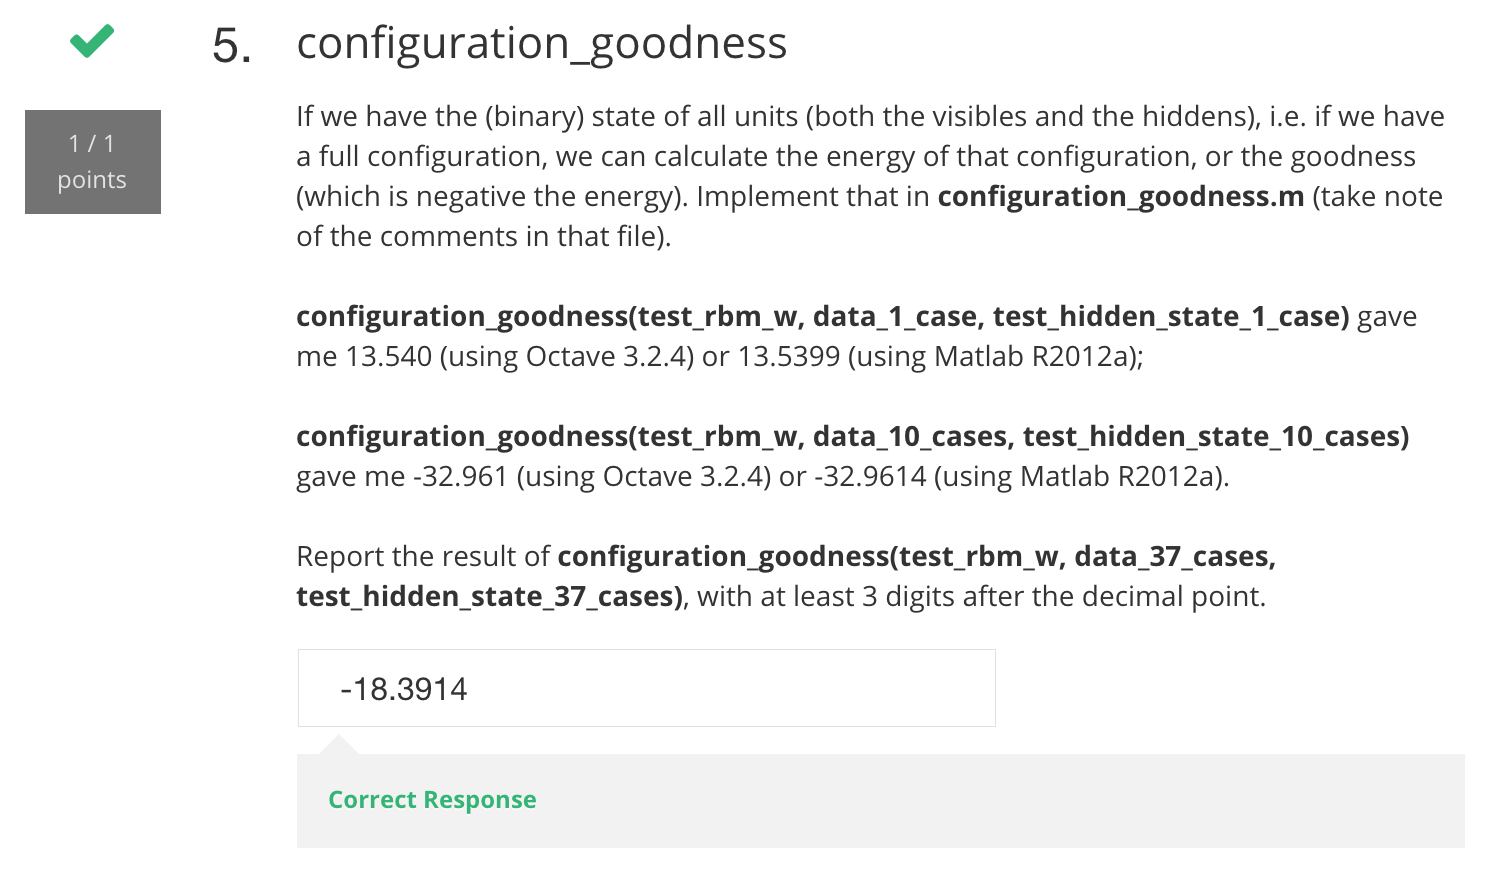 5. configuration_goodness
1 / 1
points
If we have the (binary) state of all units (both the visibles and the hiddens), i.e. if we have
a full configuration, we can calculate the energy of that configuration, or the goodness
(which is negative the energy). Implement that in configuration_goodness.m (take note
of the comments in that file).
configuration_goodness(test_rbm_w, data_1_case, test_hidden_state_1_case) gave
me 13.540 (using Octave 3.2.4) or 13.5399 (using Matlab R2012a);
configuration_goodness(test_rbm_w, data_10_cases, test_hidden_state_10_cases)
gave me -32.961 (using Octave 3.2.4) or -32.9614 (using Matlab R2012a).
Report the result of configuration_goodness(test_rbm_w, data_37_cases,
test_hidden_state_37_cases), with at least 3 digits after the decimal point.
-18.3914
Correct Response